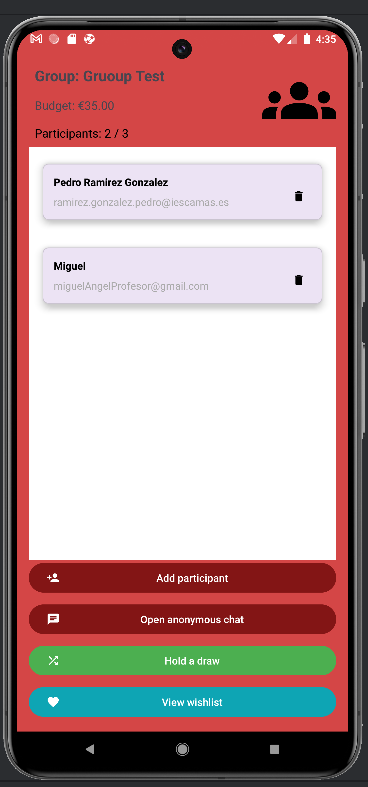 4:35
Group: Gruoup Test
Budget: €35.00
Participants: 2 / 3
Pedro Ramirez Gonzalez
ramirez.gonzalez.pedro@iescamas.es
Miguel
miguelAngelProfesor@gmail.com
Add participant
Open anonymous chat
Hold a draw
View wishlist